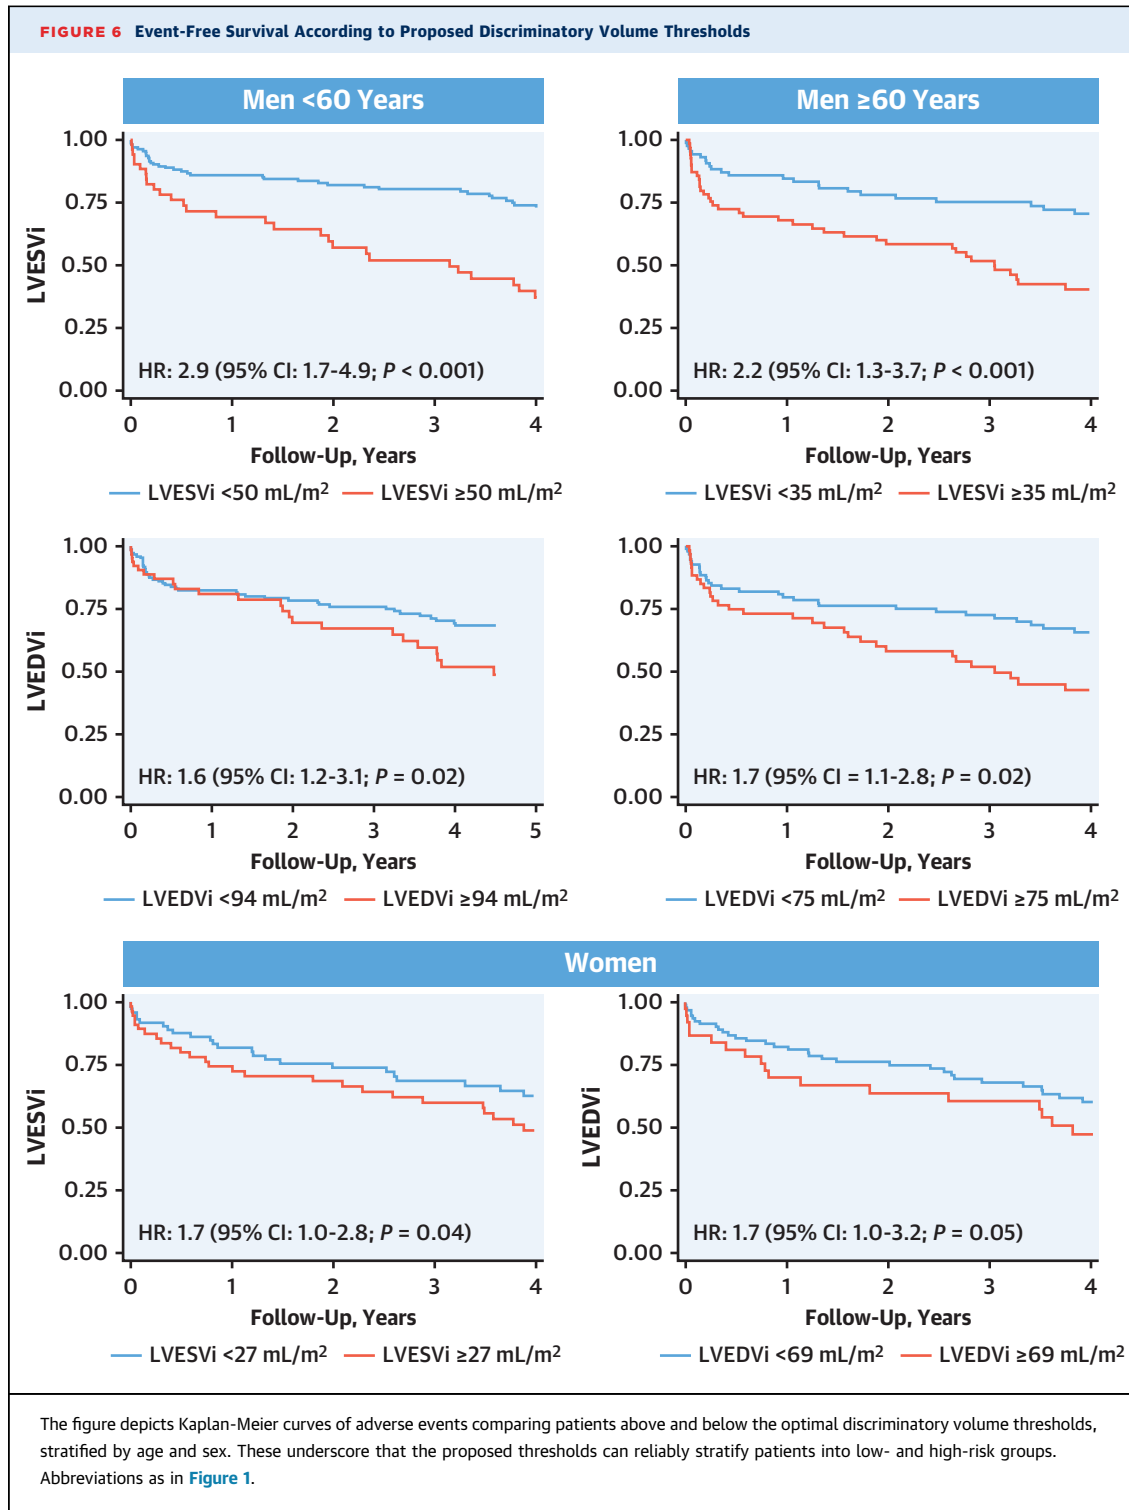 FIGURE 6 Event-Free Survival According to Proposed Discriminatory Volume Thresholds
Men <60 Years
1.00
0.75
0.50
0.25
0.00
LVESVi
HR: 2.9 (95% CI: 1.7-4.9; P < 0.001)
0 1 2 3 4
Follow-Up, Years
LVESVi <50 mL/m² LVESVi ≥50 mL/m²
Men ≥60 Years
1.00
0.75
0.50
0.25
0.00
HR: 2.2 (95% CI: 1.3-3.7; P < 0.001)
0 1 2 3 4
Follow-Up, Years
LVESVi <35 mL/m² LVESVi ≥35 mL/m²
1.00
0.75
0.50
0.25
0.00
LVEDVi
HR: 1.6 (95% CI: 1.2-3.1; P = 0.02)
0 1 2 3 4 5
Follow-Up, Years
LVEDVi <94 mL/m² LVEDVi ≥94 mL/m²
1.00
0.75
0.50
0.25
0.00
HR: 1.7 (95% CI = 1.1-2.8; P = 0.02)
0 1 2 3 4
Follow-Up, Years
LVEDVi <75 mL/m² LVEDVi ≥75 mL/m²
Women
1.00
0.75
0.50
0.25
0.00
LVESVi
HR: 1.7 (95% CI: 1.0-2.8; P = 0.04)
0 1 2 3 4
Follow-Up, Years
LVESVi <27 mL/m² LVESVi ≥27 mL/m²
1.00
0.75
0.50
0.25
0.00
LVEDVi
HR: 1.7 (95% CI: 1.0-3.2; P = 0.05)
0 1 2 3 4
Follow-Up, Years
LVEDVi <69 mL/m² LVEDVi ≥69 mL/m²
The figure depicts Kaplan-Meier curves of adverse events comparing patients above and below the optimal discriminatory volume thresholds,
stratified by age and sex. These underscore that the proposed thresholds can reliably stratify patients into low- and high-risk groups.
Abbreviations as in Figure 1.